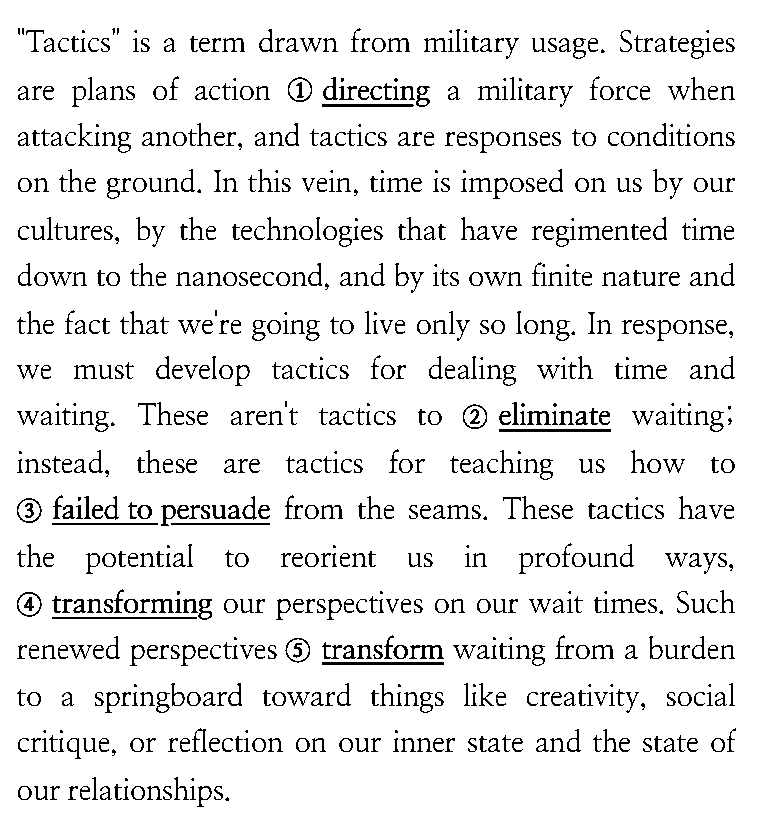 "Tactics" is a term drawn from military usage. Strategies
are plans of action ① directing a military force when
attacking another, and tactics are responses to conditions
on the ground. In this vein, time is imposed on us by our
cultures, by the technologies that have regimented time
down to the nanosecond, and by its own finite nature and
the fact that we're going to live only so long. In response,
we must develop tactics for dealing with time and
waiting. These aren't tactics to ② eliminate waiting;
instead, these are tactics for teaching us how to
③ failed to persuade from the seams. These tactics have
the potential to reorient us in profound ways,
④ transforming our perspectives on our wait times. Such
renewed perspectives ⑤ transform waiting from a burden
to a springboard toward things like creativity, social
critique, or reflection on our inner state and the state of
our relationships.